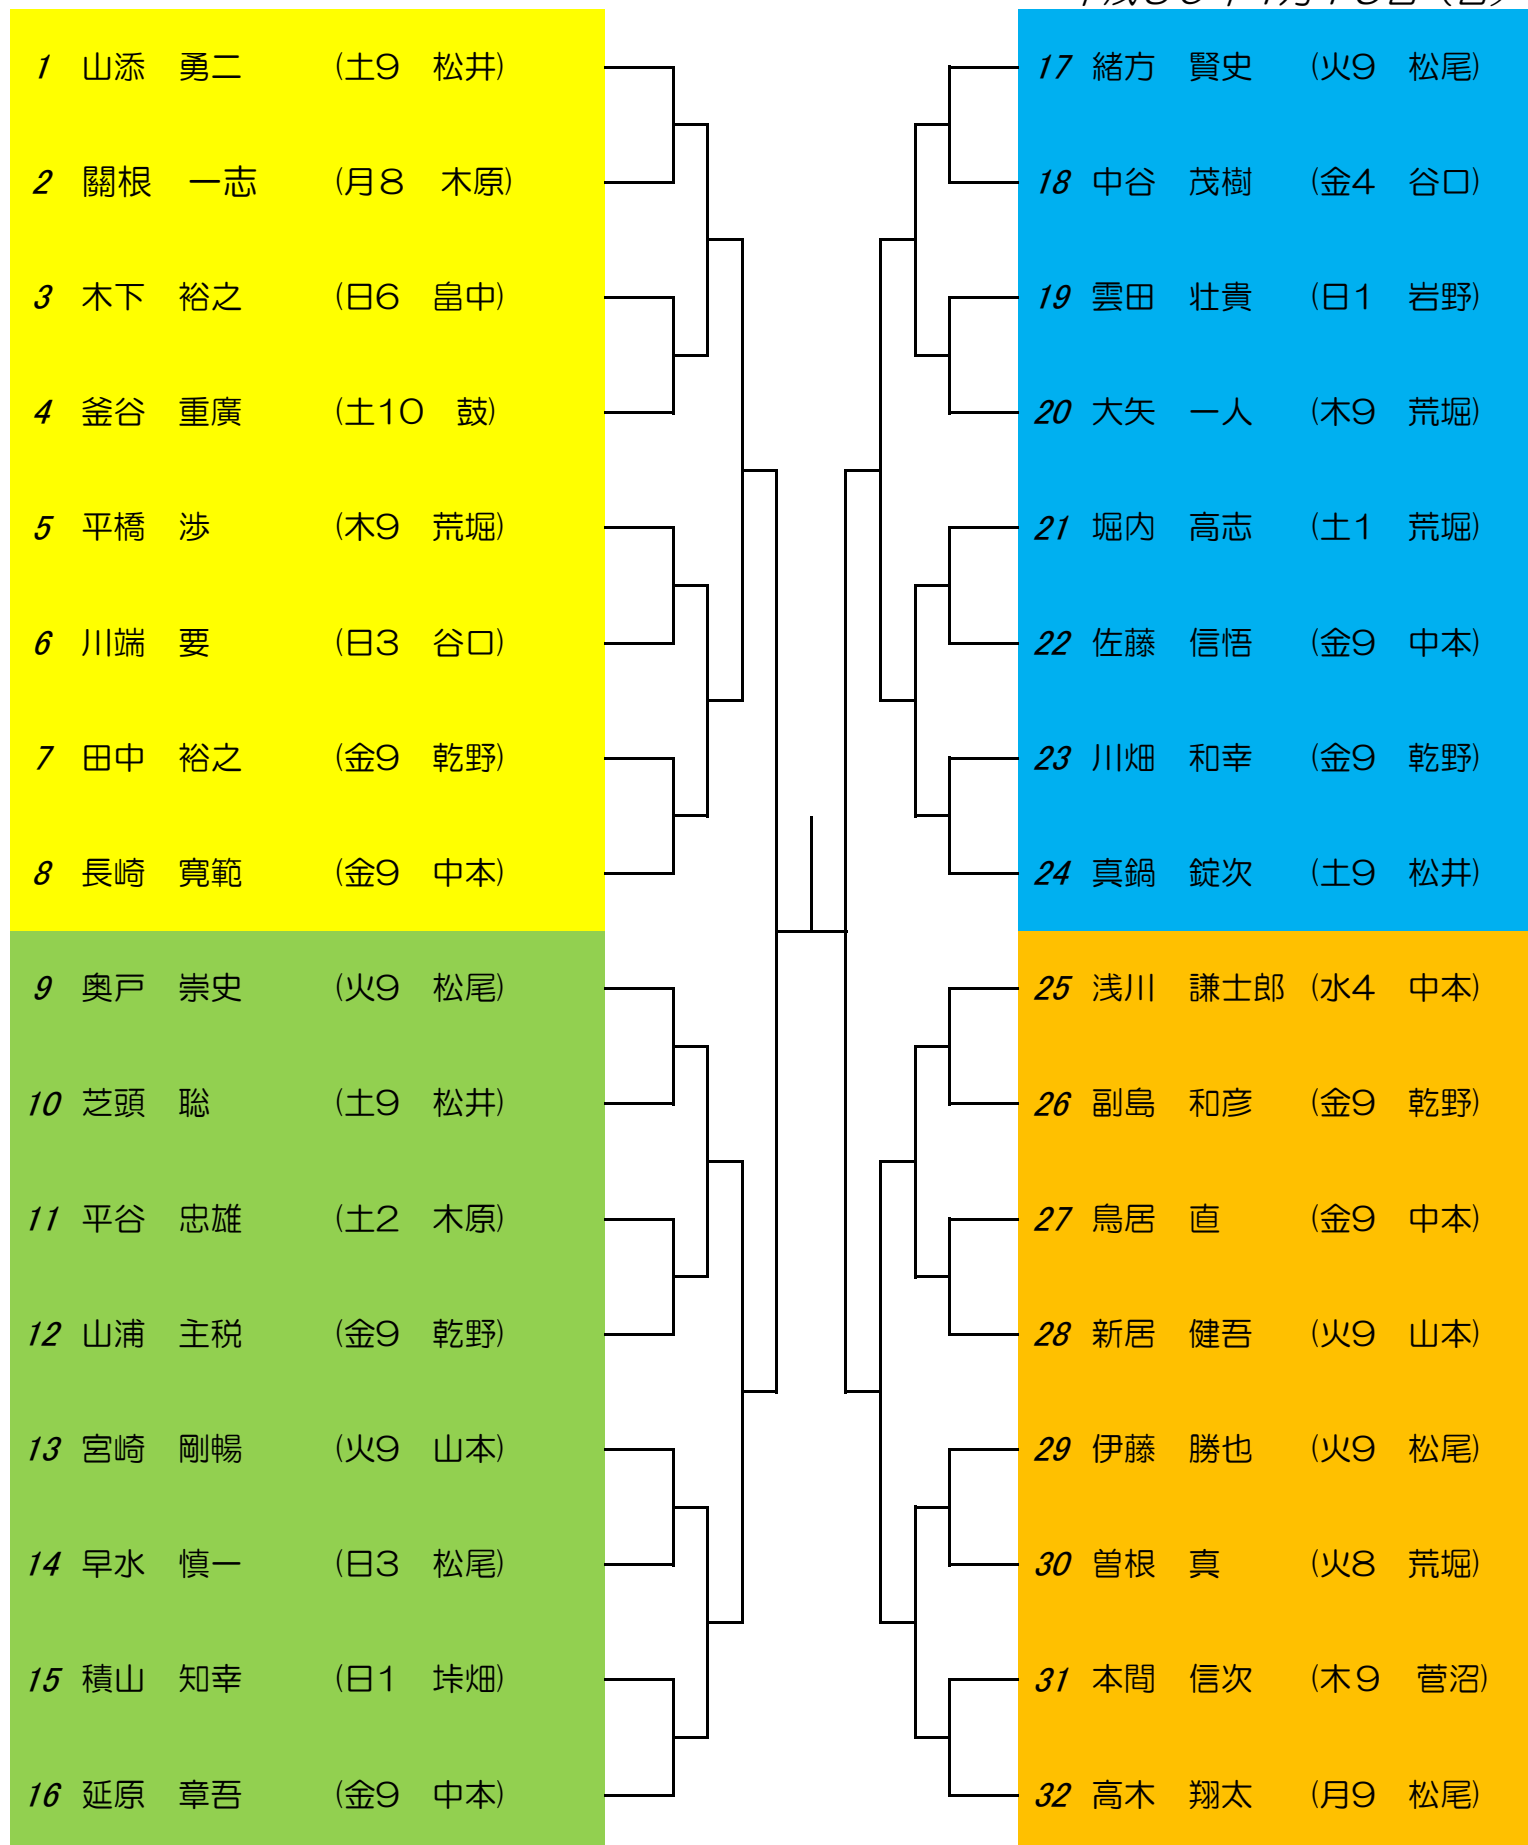 1 山添 勇二 (土9 松井)
2 關根 一志 (月8 木原)
3 木下 裕之 (日6 畠中)
4 釜谷 重廣 (土10 鼓)
5 平橋 渉 (木9 荒堀)
6 川端 要 (日3 谷口)
7 田中 裕之 (金9 乾野)
8 長崎 寛範 (金9 中本)
9 奥戸 崇史 (火9 松尾)
10 芝頭 聡 (土9 松井)
11 平谷 忠雄 (土2 木原)
12 山浦 主税 (金9 乾野)
13 宮崎 剛暢 (火9 山本)
14 早水 慎一 (日3 松尾)
15 積山 知幸 (日1 垰畑)
16 延原 章吾 (金9 中本)
17 緒方 賢史 (火9 松尾)
18 中谷 茂樹 (金4 谷口)
19 雲田 壮貴 (日1 岩野)
20 大矢 一人 (木9 荒堀)
21 堀内 高志 (土1 荒堀)
22 佐藤 信悟 (金9 中本)
23 川畑 和幸 (金9 乾野)
24 真鍋 錠次 (土9 松井)
25 浅川 謙士郎 (水4 中本)
26 副島 和彦 (金9 乾野)
27 鳥居 直 (金9 中本)
28 新居 健吾 (火9 山本)
29 伊藤 勝也 (火9 松尾)
30 曽根 真 (火8 荒堀)
31 本間 信次 (木9 菅沼)
32 高木 翔太 (月9 松尾)